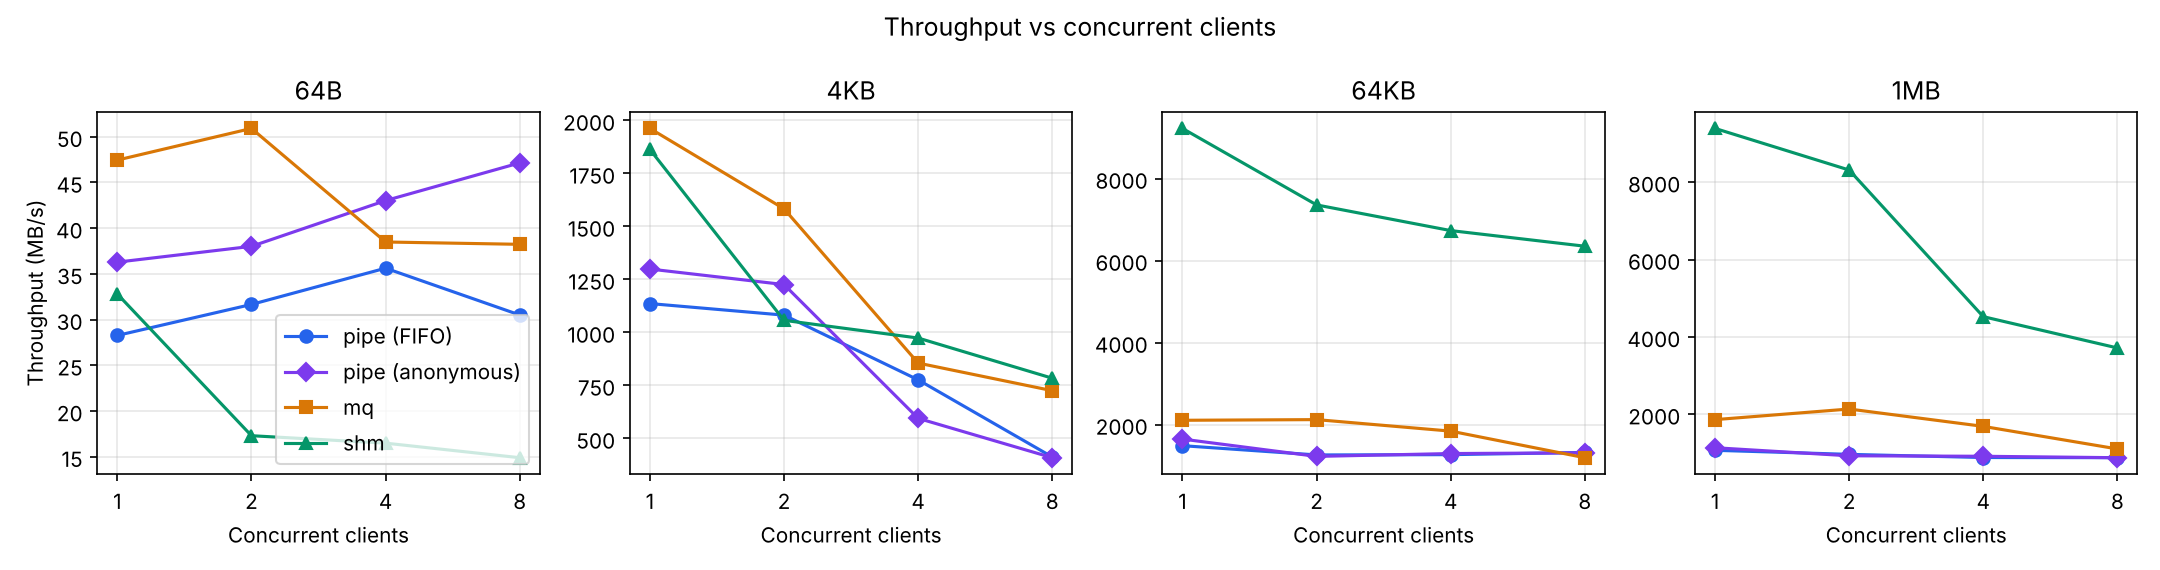 Throughput vs concurrent clients
64B
Throughput (MB/s)
50
45
40
35
30
25
20
15
1 2 4 8
Concurrent clients
pipe (FIFO)
pipe (anonymous)
mq
shm
4KB
2000
1750
1500
1250
1000
750
500
1 2 4 8
Concurrent clients
64KB
8000
6000
4000
2000
1 2 4 8
Concurrent clients
1MB
8000
6000
4000
2000
1 2 4 8
Concurrent clients